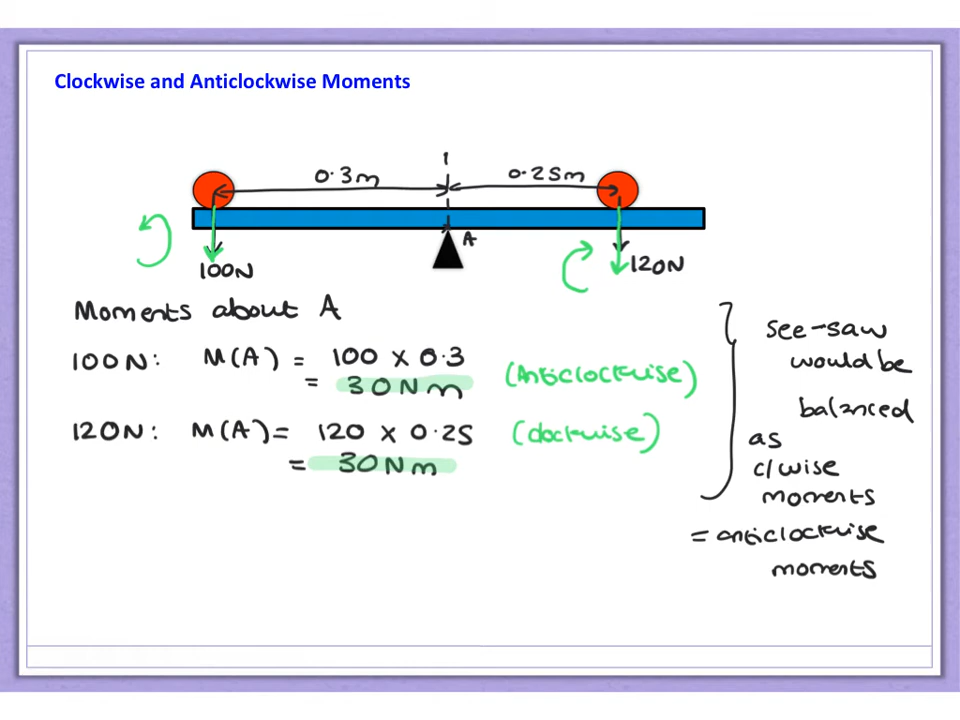 Clockwise and Anticlockwise Moments
0.3m
0.25m
A
100N
120N
Moments about A
100N: M(A) = 100 x 0.3
= 30Nm (Anticlockwise)
120N: M(A) = 120 x 0.25 (clockwise)
= 30Nm
see-saw
would be
balanced
as
c/wise
moments
= anticlockwise
moments